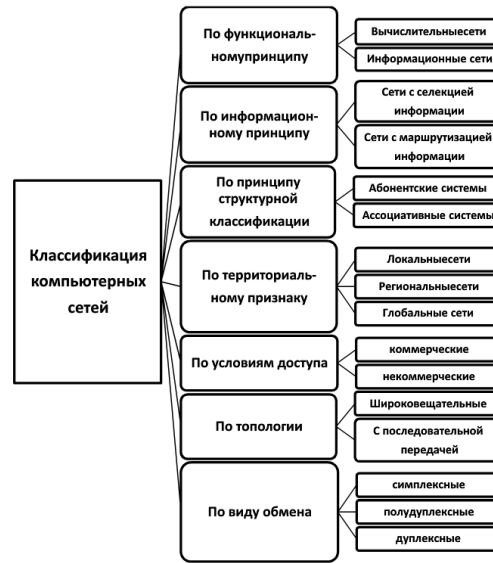 Классификация
компьютерных
сетей
По функциональ-
номупринципу
Вычислительныесети
Информационные сети
По информацион-
ному принципу
Сети с селекцией
информации
Сети с маршрутизацией
информации
По принципу
структурной
классификации
Абонентские системы
Ассоциативные системы
По территориаль-
ному признаку
Локальныесети
Региональныесети
Глобальные сети
По условиям доступа
коммерческие
некоммерческие
По топологии
Широковещательные
С последовательной
передачей
По виду обмена
симплексные
полудуплексные
дуплексные